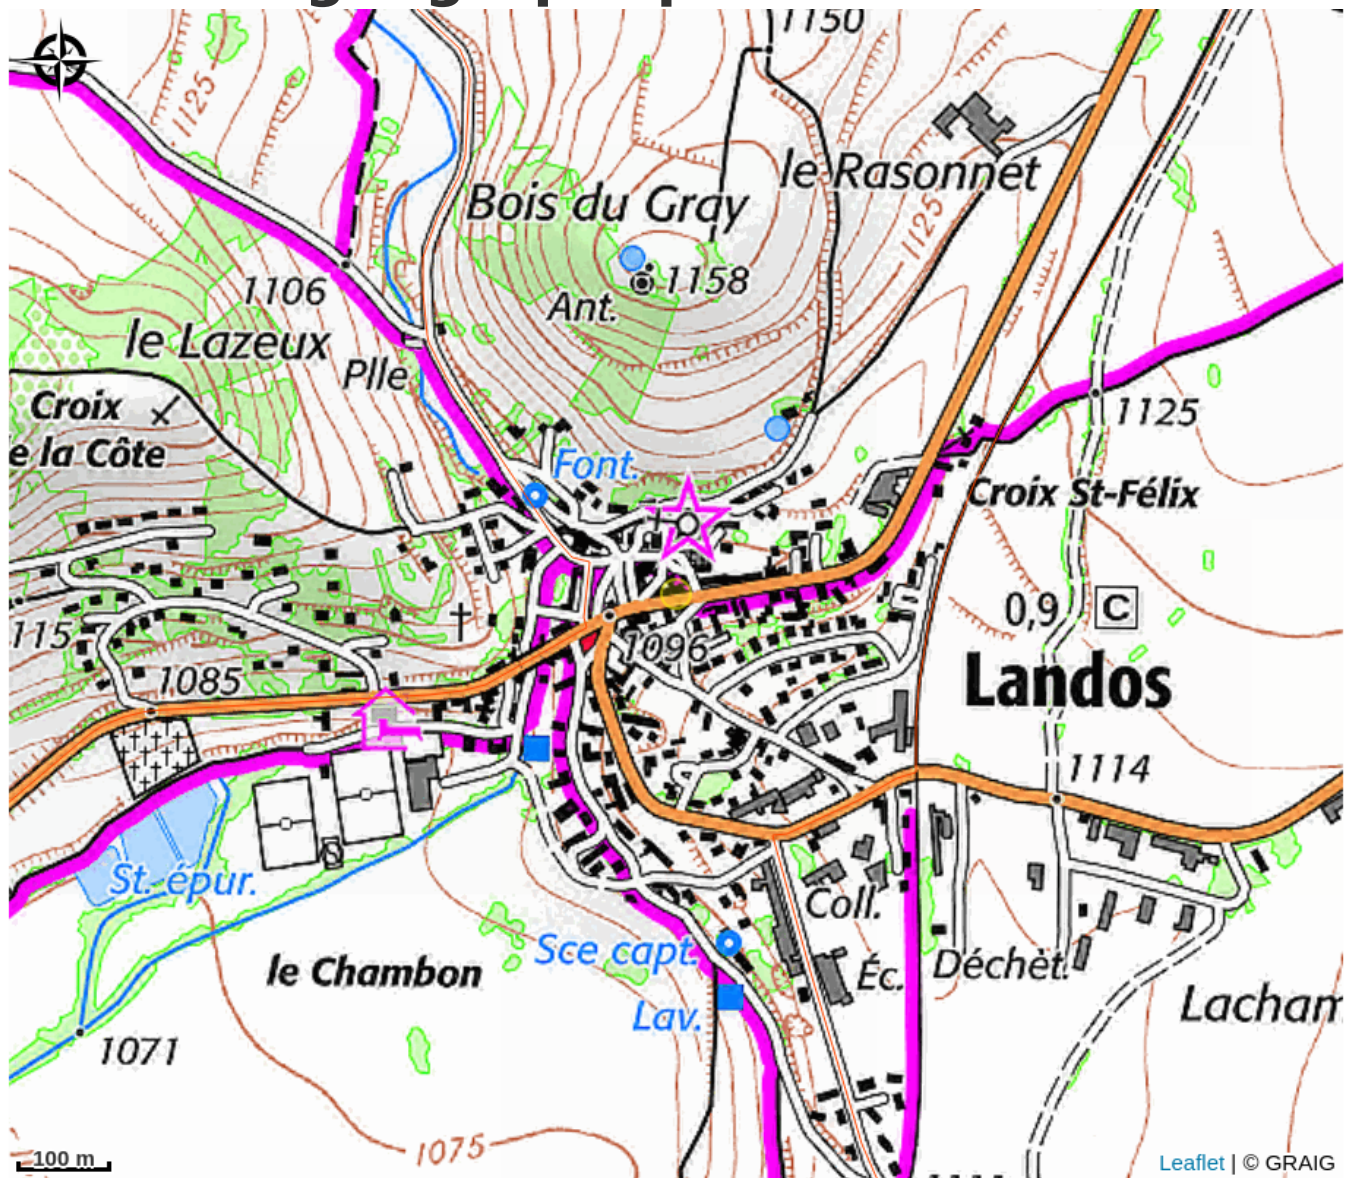 1150
1125
le Rasonnet
Bois du Gray
1125
1158
1106
Ant.
le Lazeux
Plle
Croix
e la Côte
1125
Font.
Croix St-Félix
0,9
C
115
1096
1085
Landos
1114
St. épur.
Coll.
Sce capt.
Éc.
Déchèt.
le Chambon
Lav.
Lacham
1071
1075
100 m
Leaflet | © GRAIG